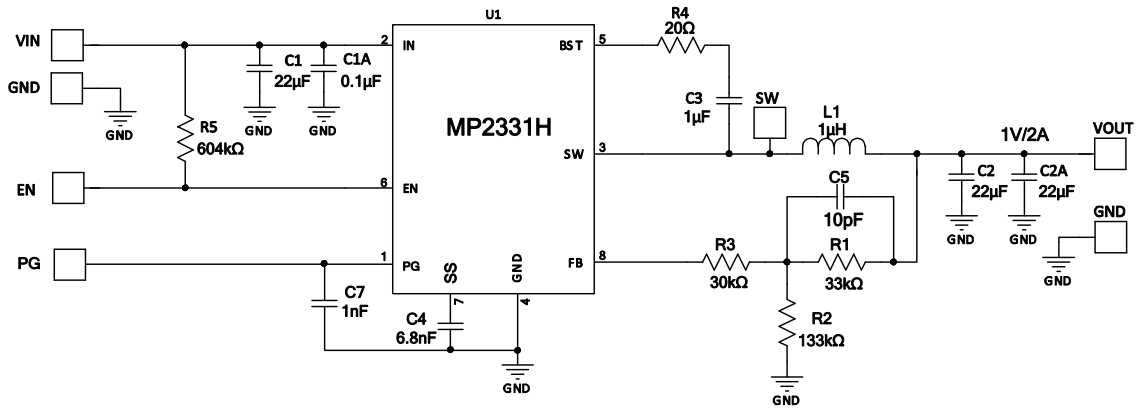 U1
R4
20Ω
VIN
2
IN
BST
5
C1
22µF
C1A
0.1µF
GND
GND
GND
GND
R5
604kΩ
MP2331H
C3
1µF
SW
L1
1µH
1V/2A
VOUT
SW
3
C2
22µF
C2A
22µF
EN
6
EN
C5
10pF
GND
GND
GND
GND
PG
1
PG
SS
GND
FB
8
R3
30kΩ
R1
33kΩ
7
4
C7
1nF
C4
6.8nF
R2
133kΩ
GND
GND